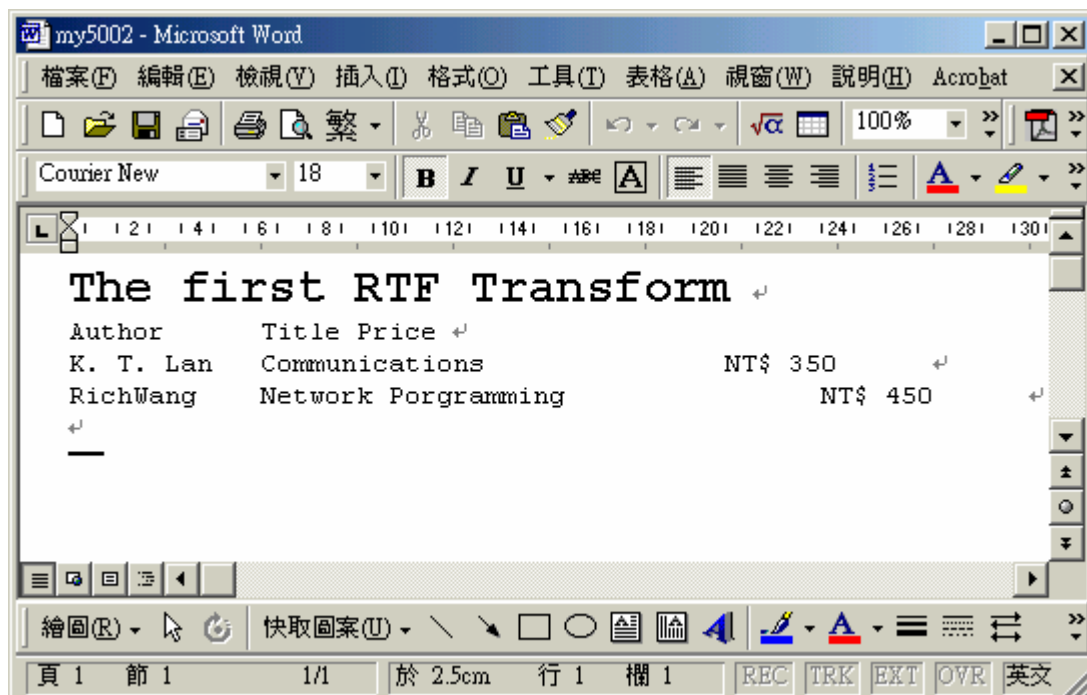 my5002 - Microsoft Word
檔案(F) 編輯(E) 檢視(V) 插入(I) 格式(O) 工具(T) 表格(A) 視窗(W) 說明(H) Acrobat
繁 √α 100%
Courier New 18 B I U ABC A A
2 4 6 8 10 12 14 16 18 20 22 24 26 28 30
The first RTF Transform
Author Title Price
K. T. Lan Communications NT$ 350
RichWang Network Porgramming NT$ 450
繪圖(R) 快取圖案(U) A
頁 1 節 1 1/1 於 2.5cm 行 1 欄 1 REC TRK EXT OVR 英文